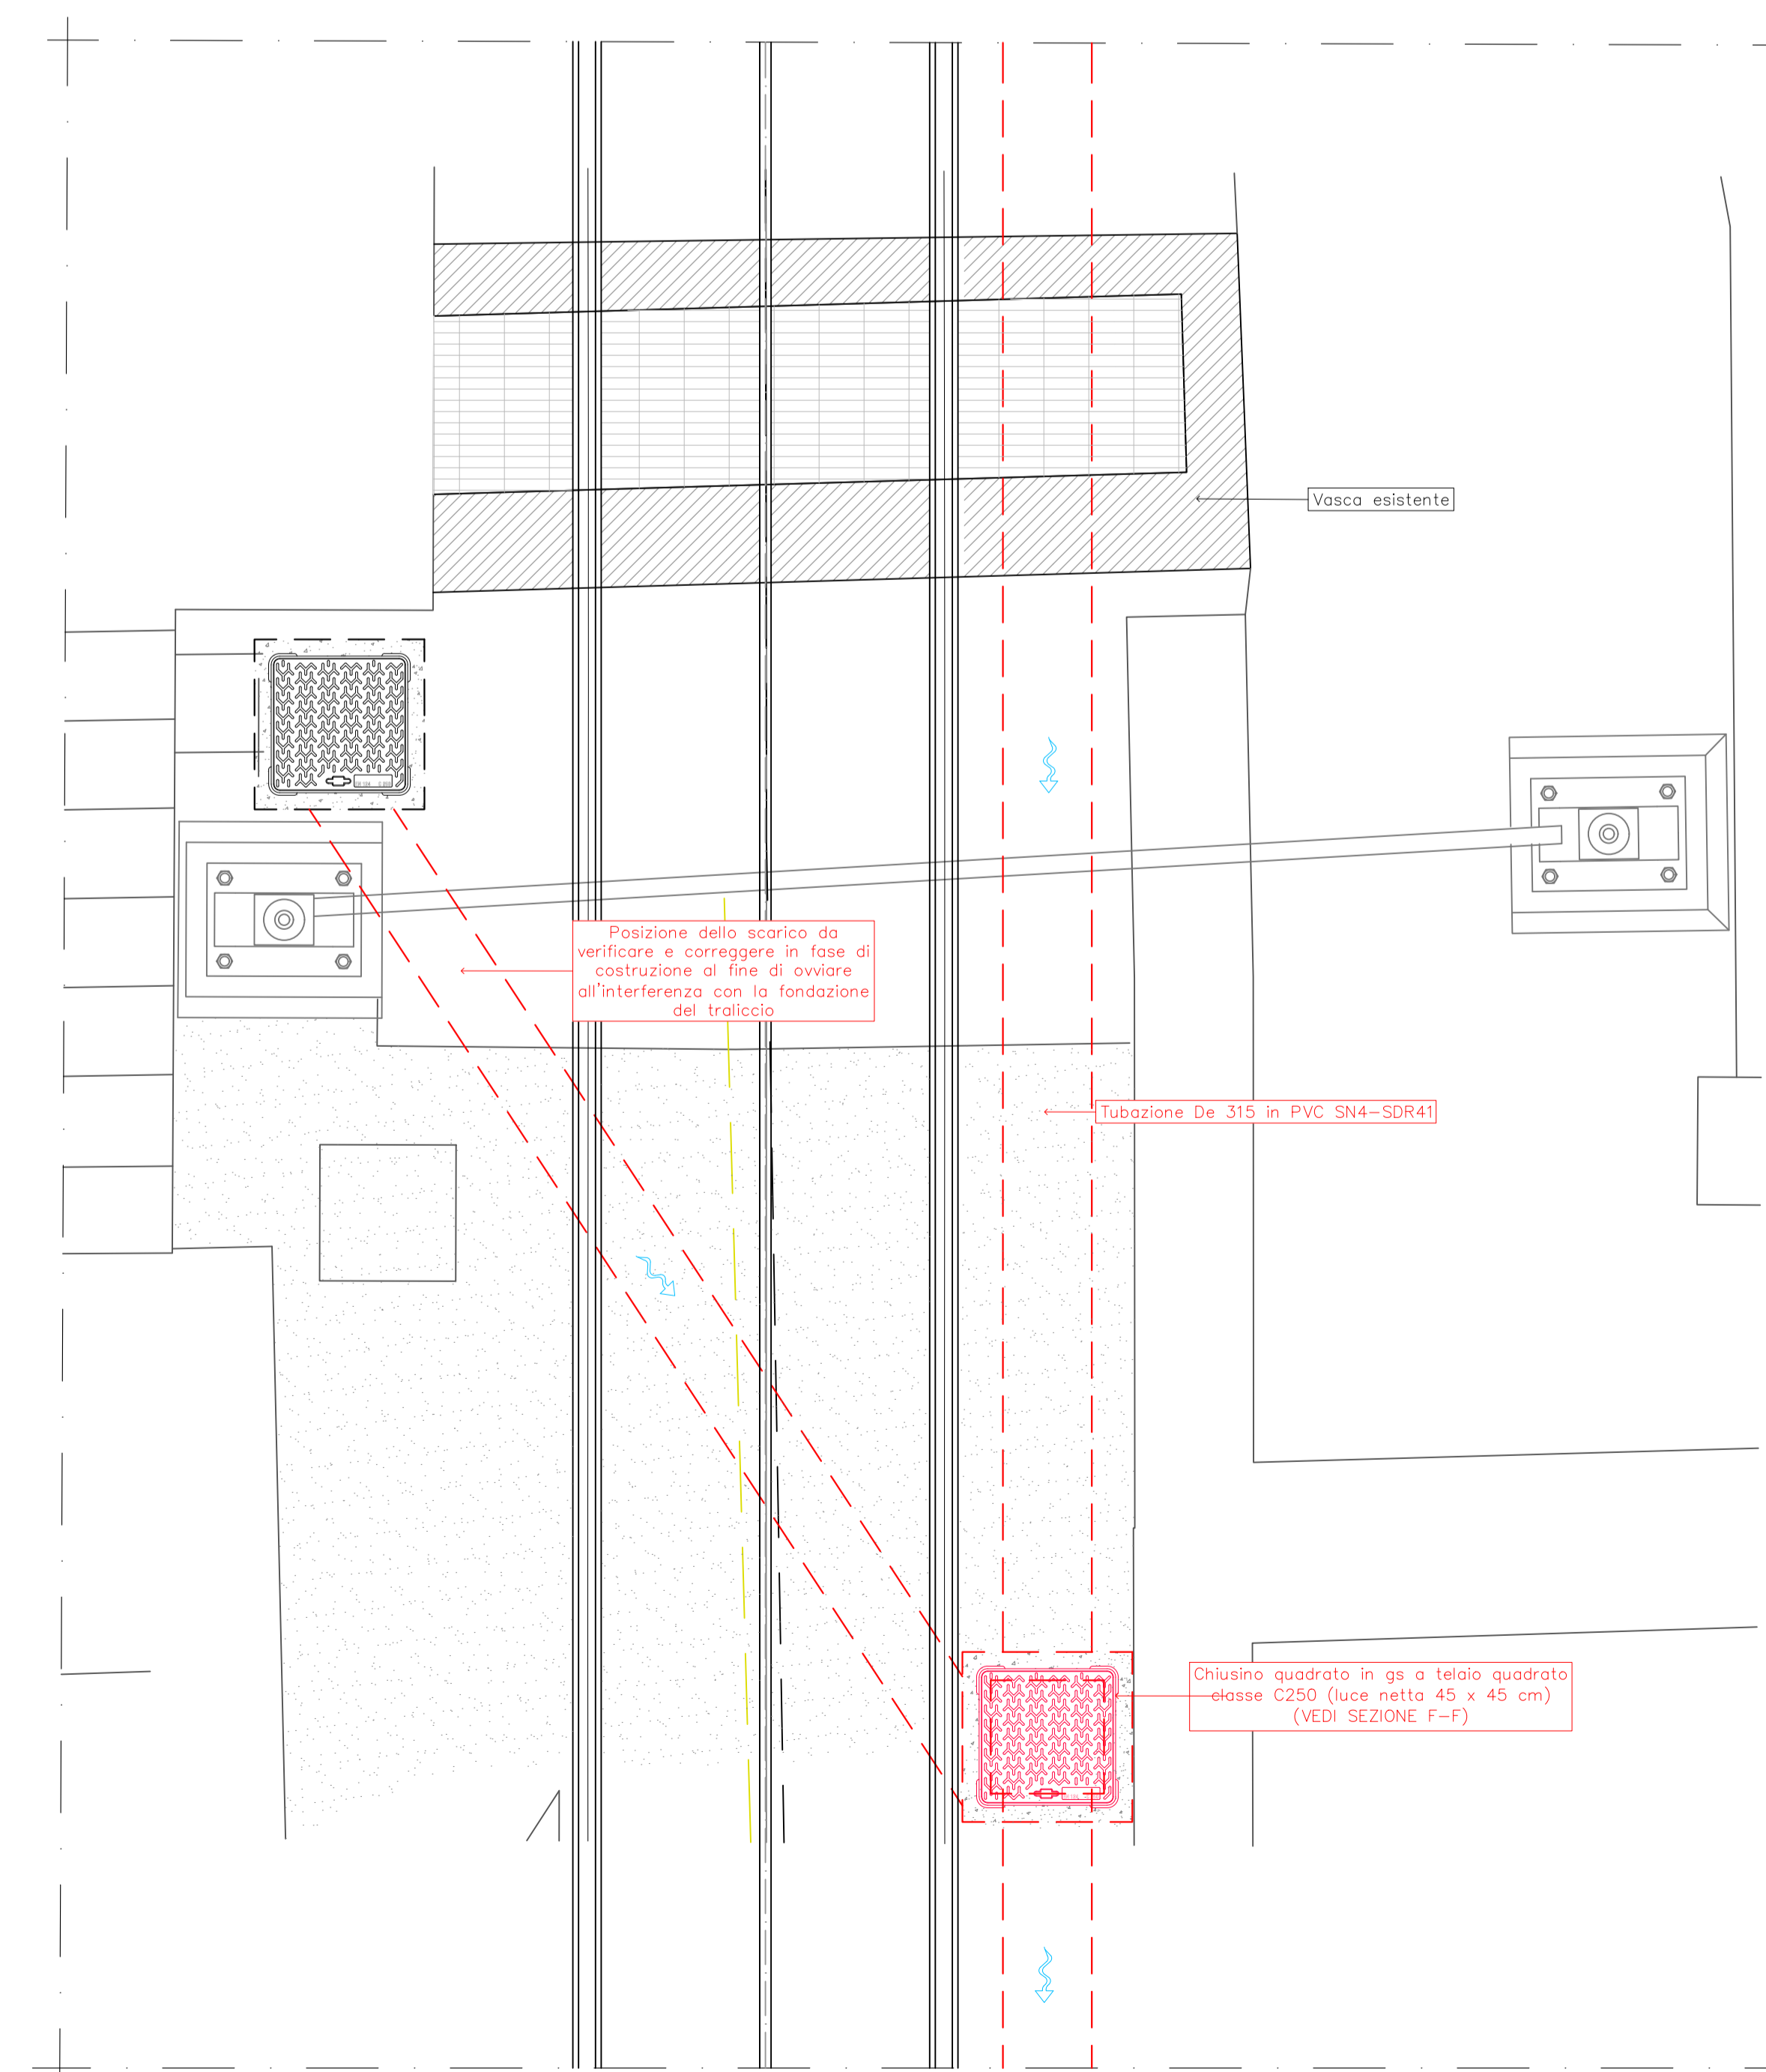 Vasca esistente
Posizione dello scarico da
verificare e correggere in fase di
costruzione al fine di ovviare
all'interferenza con la fondazione
del traliccio
Tubazione De 315 in PVC SN4-SDR41
Chiusino quadrato in gs a telaio quadrato
classe C250 (luce netta 45 x 45 cm)
(VEDI SEZIONE F-F)